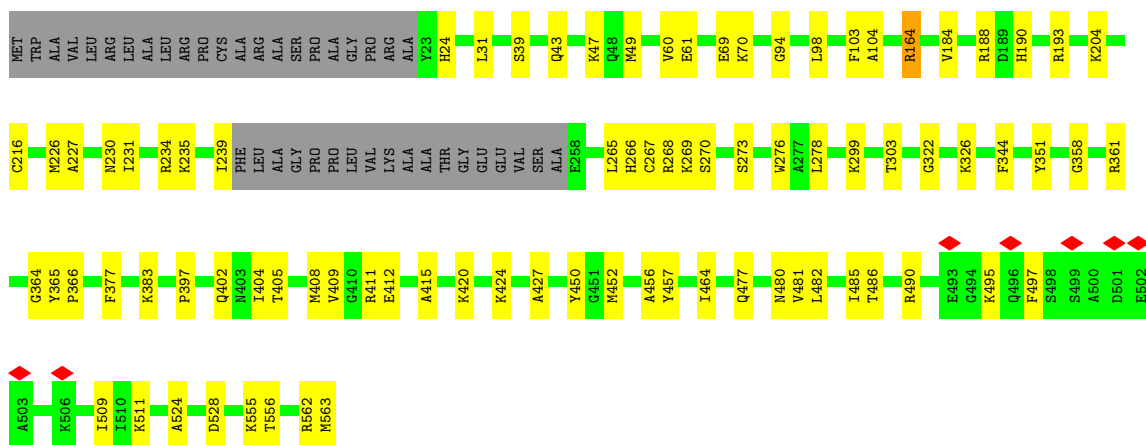 MET TRP ALA VAL LEU ARG LEU ALA LEU ARG PRO CYS ALA ARG ALA SER PRO ALA GLY PRO ARG ALA Y23 H24 L31 S39 Q43 K47 Q48 M49 V60 E61 E69 K70 G94 L98 F103 A104 R164 V184 R188 D189 H190 R193 K204
C216 M226 A227 N230 I231 R234 K235 I239 PHE LEU ALA GLY PRO PRO LEU VAL LYS ALA ALA THR GLY GLU GLU VAL SER ALA E258 L265 H266 C267 R268 K269 S270 S273 W276 A277 L278 K299 T303 G322 K326 F344 Y351 G358 R361
G364 Y365 P366 F377 K383 P397 Q402 N403 I404 T405 M408 V409 G410 R411 E412 A415 K420 K424 A427 Y450 G451 M452 A456 Y457 I464 Q477 N480 V481 L482 I485 T486 R490 E493 G494 K495 Q496 F497 S498 S499 A500 D501 E502
A503 K506 I509 I510 K511 A524 D528 K555 T556 R562 M563